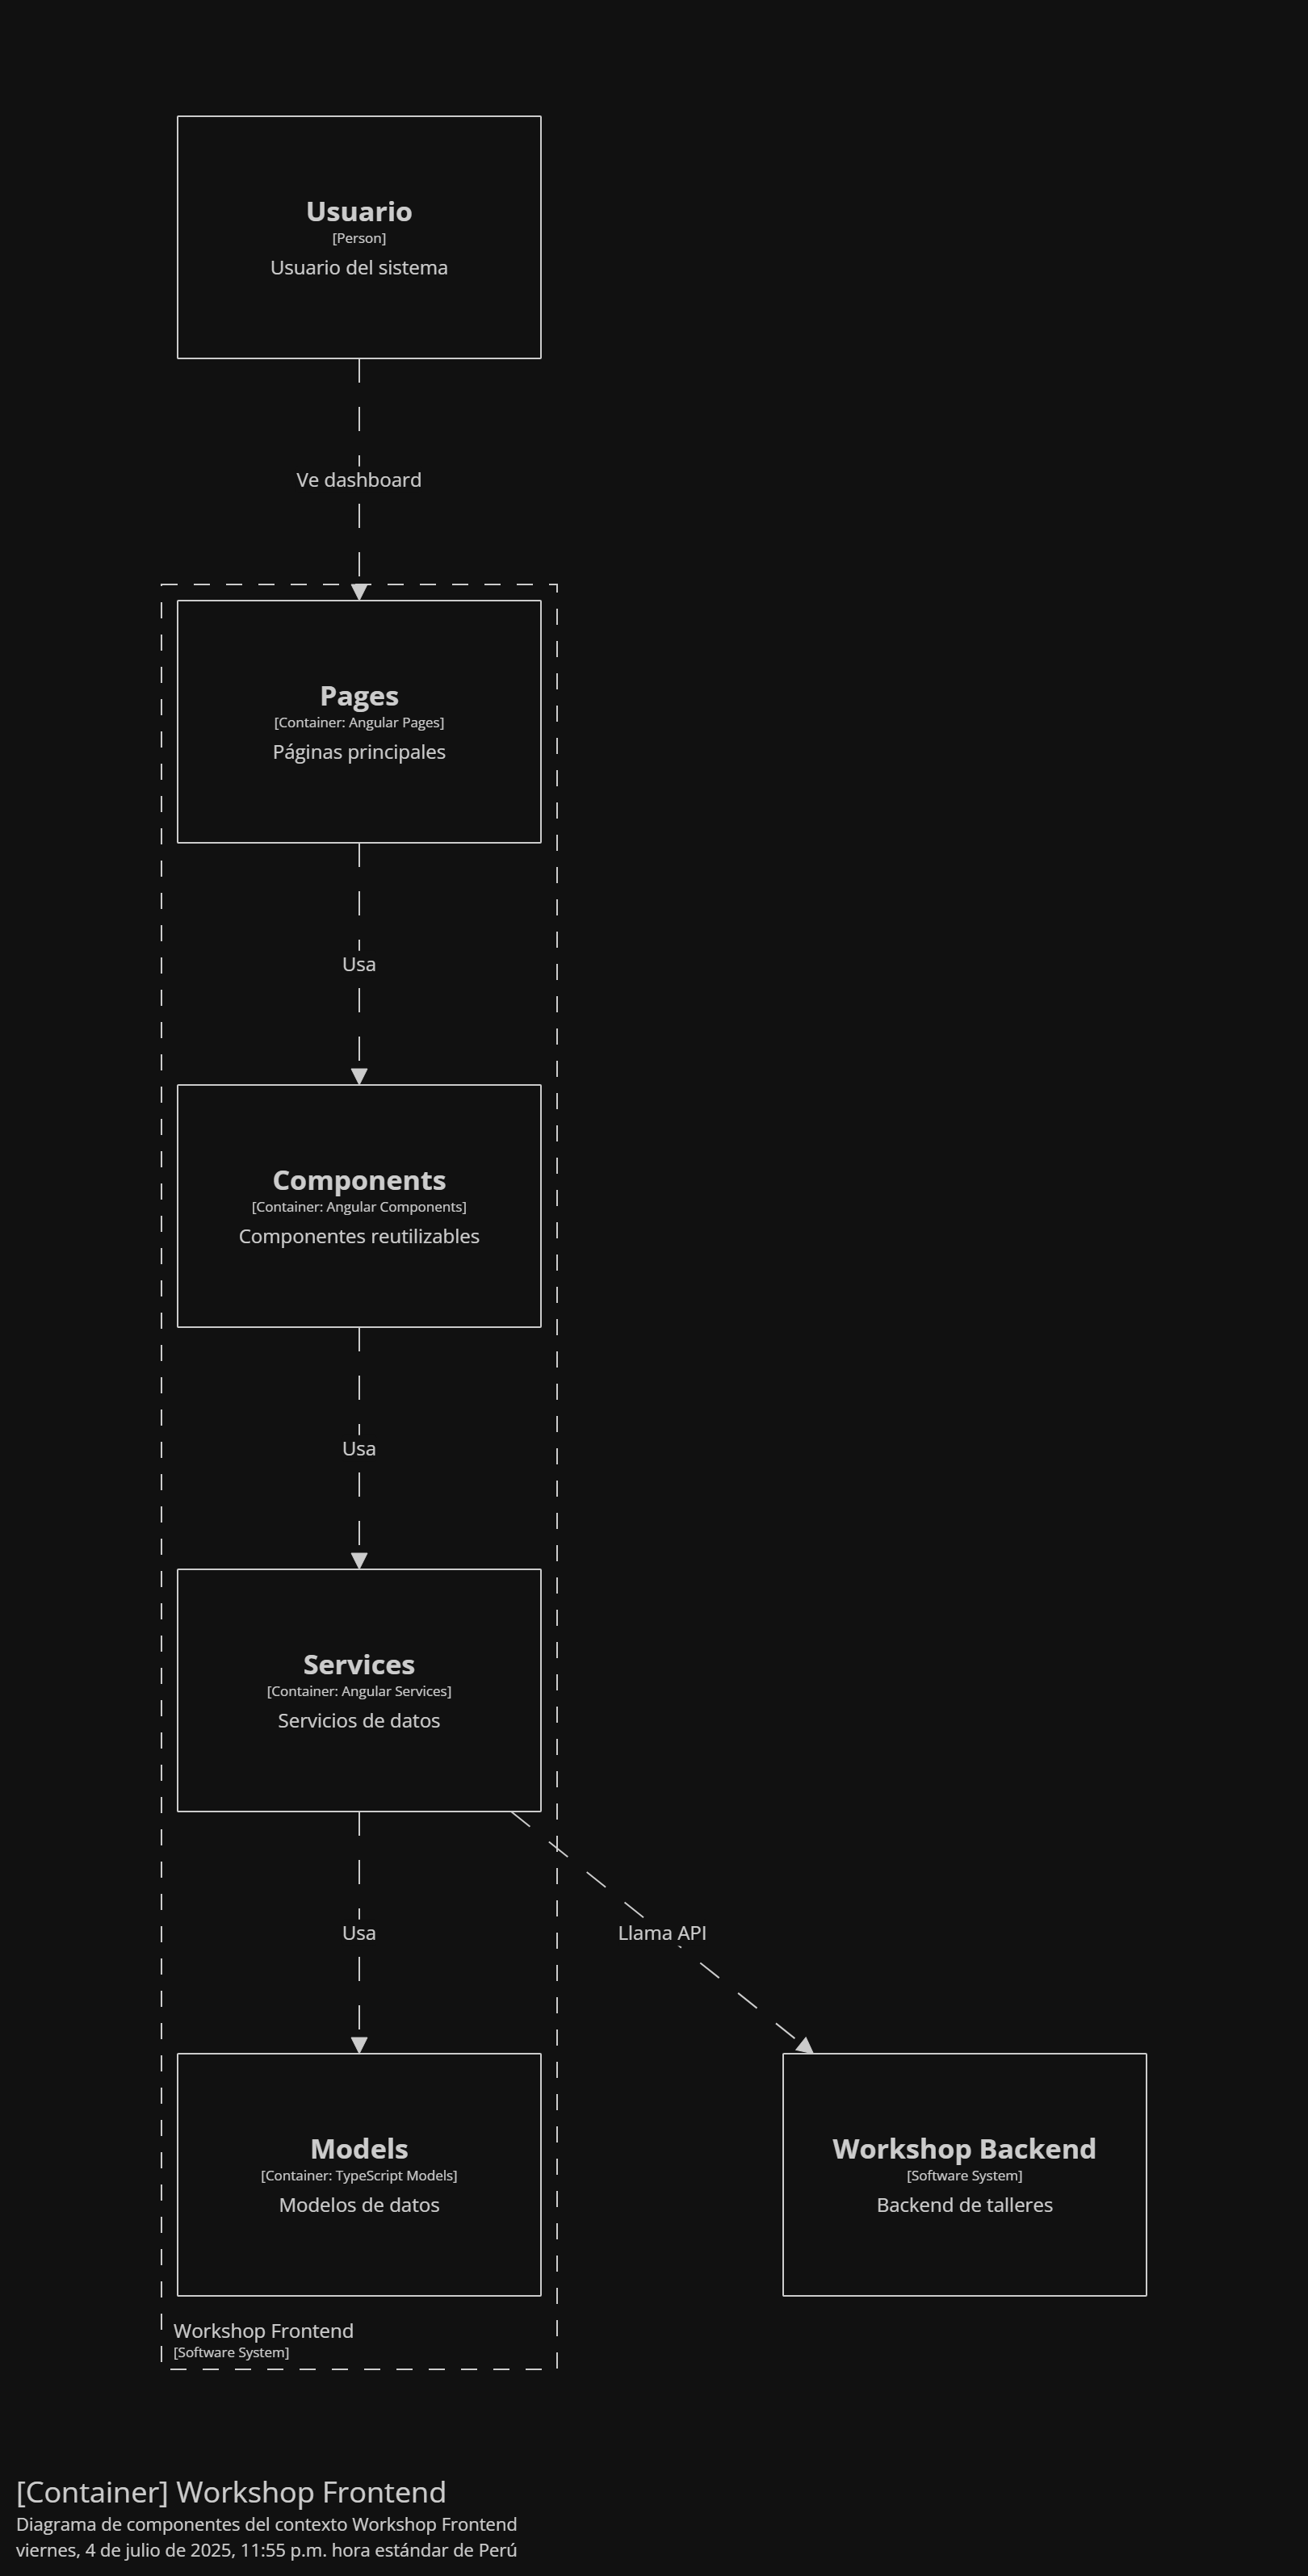 Usuario
[Person]
Usuario del sistema
Ve dashboard
Pages
[Container: Angular Pages]
Páginas principales
Usa
Components
[Container: Angular Components]
Componentes reutilizables
Usa
Services
[Container: Angular Services]
Servicios de datos
Usa
Llama API
Models
[Container: TypeScript Models]
Modelos de datos
Workshop Backend
[Software System]
Backend de talleres
Workshop Frontend
[Software System]
[Container] Workshop Frontend
Diagrama de componentes del contexto Workshop Frontend
viernes, 4 de julio de 2025, 11:55 p.m. hora estándar de Perú